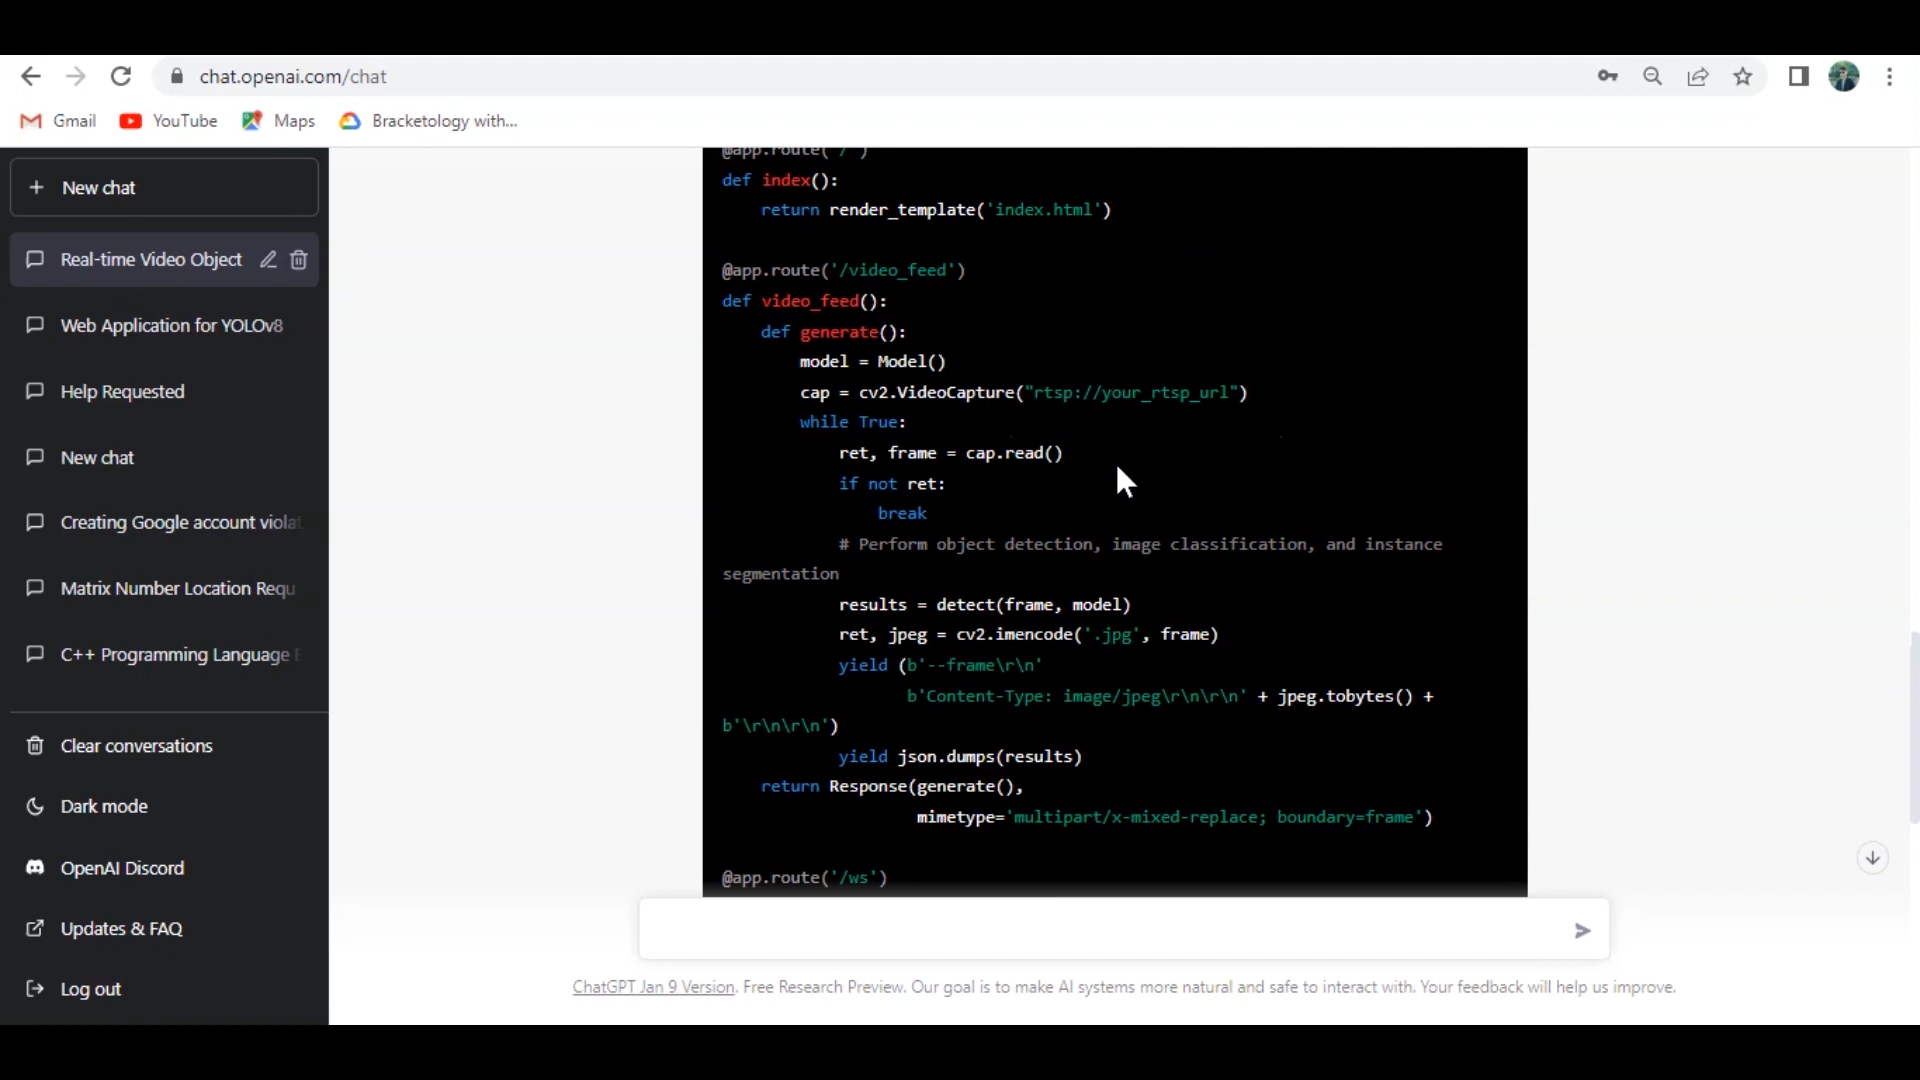 chat.openai.com/chat
Gmail
YouTube
Maps
Bracketology with...
New chat
Real-time Video Object
Web Application for YOLOv8
Help Requested
New chat
Creating Google account violat
Matrix Number Location Requ
C++ Programming Language E
Clear conversations
Dark mode
OpenAI Discord
Updates & FAQ
Log out
@app.route('/')
def index():
    return render_template('index.html')
@app.route('/video_feed')
def video_feed():
    def generate():
        model = Model()
        cap = cv2.VideoCapture("rtsp://your_rtsp_url")
        while True:
            ret, frame = cap.read()
            if not ret:
                break
            # Perform object detection, image classification, and instance
segmentation
            results = detect(frame, model)
            ret, jpeg = cv2.imencode('.jpg', frame)
            yield (b'--frame\r\n'
                   b'Content-Type: image/jpeg\r\n\r\n' + jpeg.tobytes() +
b'\r\n\r\n')
            yield json.dumps(results)
    return Response(generate(),
                    mimetype='multipart/x-mixed-replace; boundary=frame')
@app.route('/ws')
ChatGPT Jan 9 Version. Free Research Preview. Our goal is to make AI systems more natural and safe to interact with. Your feedback will help us improve.